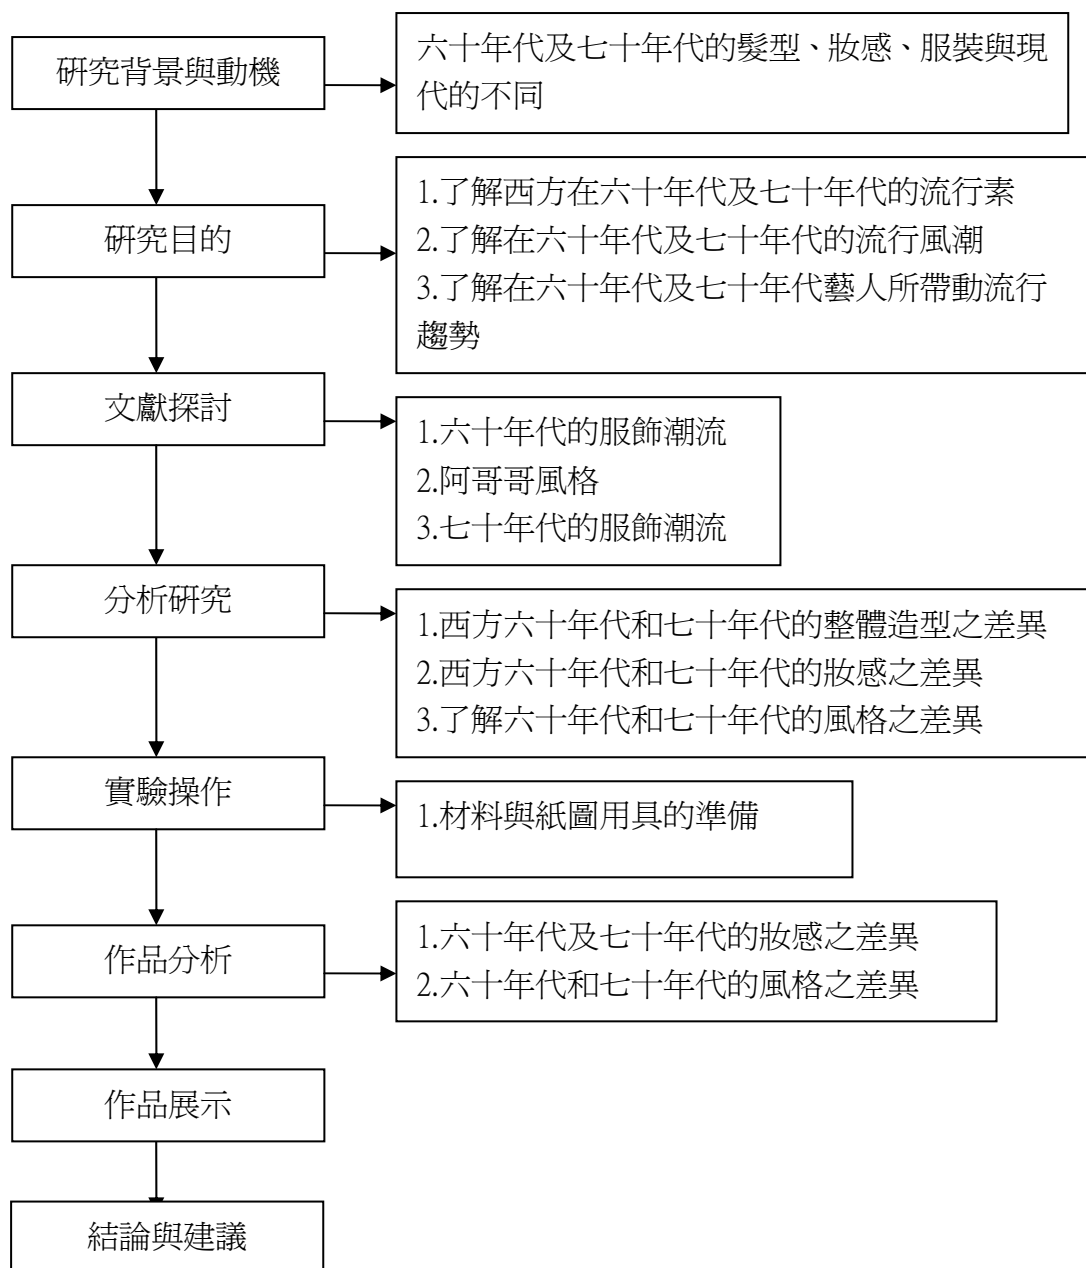 研究背景與動機
六十年代及七十年代的髮型、妝感、服裝與現
代的不同
研究目的
1.了解西方在六十年代及七十年代的流行素
2.了解在六十年代及七十年代的流行風潮
3.了解在六十年代及七十年代藝人所帶動流行
趨勢
文獻探討
1.六十年代的服飾潮流
2.阿哥哥風格
3.七十年代的服飾潮流
分析研究
1.西方六十年代和七十年代的整體造型之差異
2.西方六十年代和七十年代的妝感之差異
3.了解六十年代和七十年代的風格之差異
實驗操作
1.材料與紙圖用具的準備
作品分析
1.六十年代及七十年代的妝感之差異
2.六十年代和七十年代的風格之差異
作品展示
結論與建議